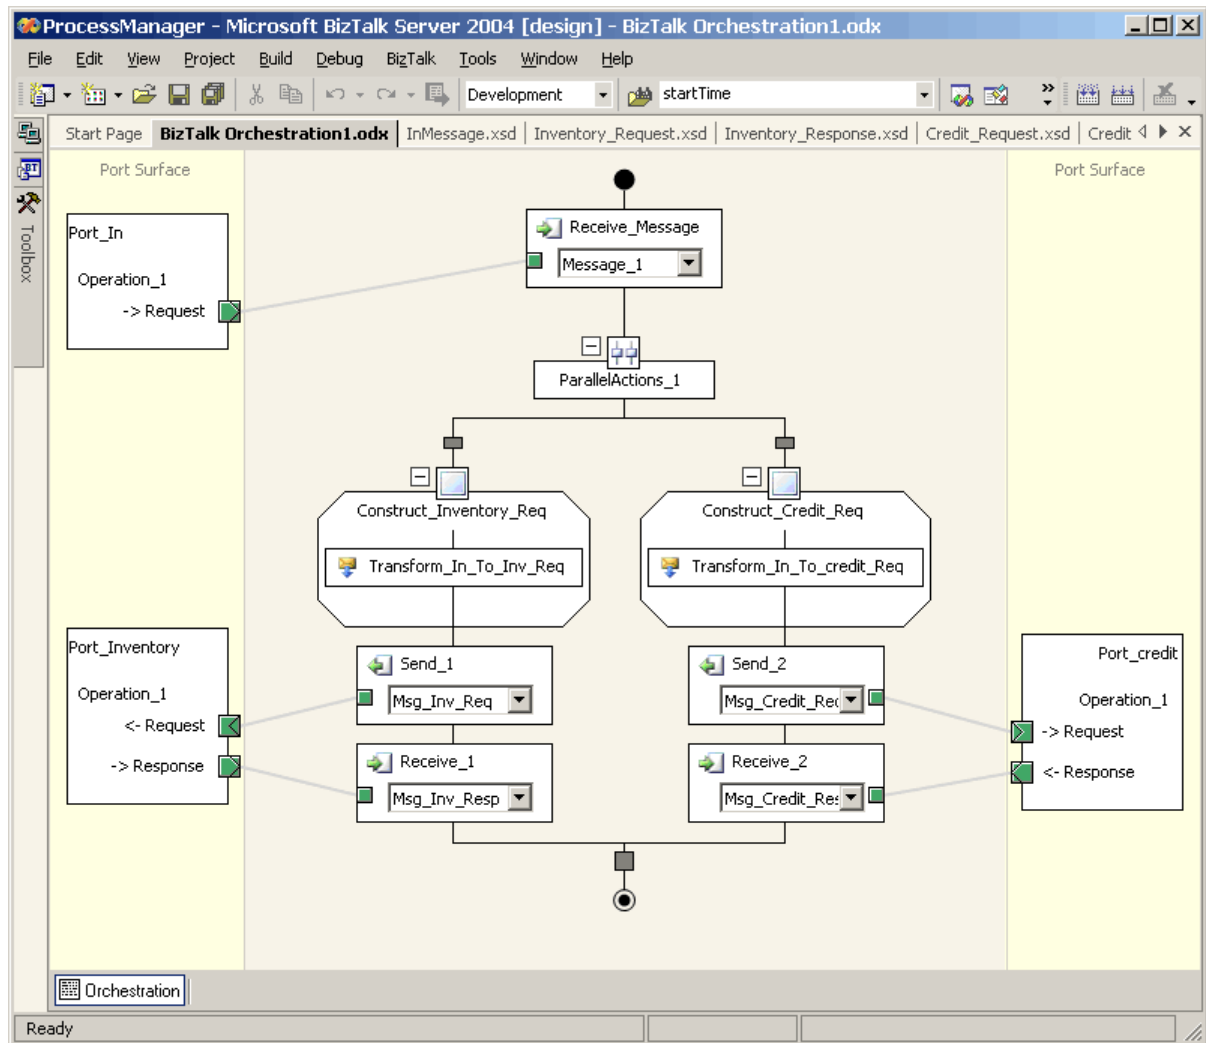 ProcessManager - Microsoft BizTalk Server 2004 [design] - BizTalk Orchestration1.odx
File Edit View Project Build Debug BizTalk Tools Window Help
Development startTime
Start Page BizTalk Orchestration1.odx InMessage.xsd Inventory_Request.xsd Inventory_Response.xsd Credit_Request.xsd Credit
Toolbox
Port Surface
Port Surface
Port_In
Operation_1
-> Request
Receive_Message
Message_1
ParallelActions_1
Construct_Inventory_Req
Transform_In_To_Inv_Req
Construct_Credit_Req
Transform_In_To_credit_Req
Port_Inventory
Operation_1
<- Request
-> Response
Send_1
Msg_Inv_Req
Receive_1
Msg_Inv_Resp
Send_2
Msg_Credit_Rec
Receive_2
Msg_Credit_Res
Port_credit
Operation_1
-> Request
<- Response
Orchestration
Ready